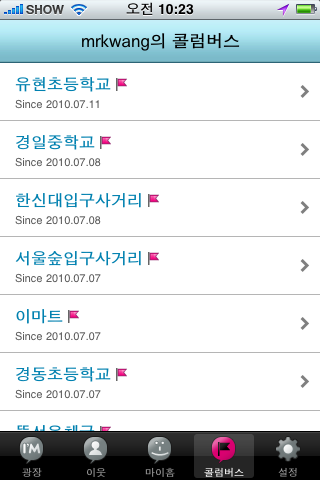 SHOW 오전 10:23
mrkwang의 콜럼버스
유현초등학교
Since 2010.07.11
경일중학교
Since 2010.07.08
한신대입구사거리
Since 2010.07.08
서울숲입구사거리
Since 2010.07.07
이마트
Since 2010.07.07
경동초등학교
Since 2010.07.07
I'M
광장 이웃 마이홈 콜럼버스 설정